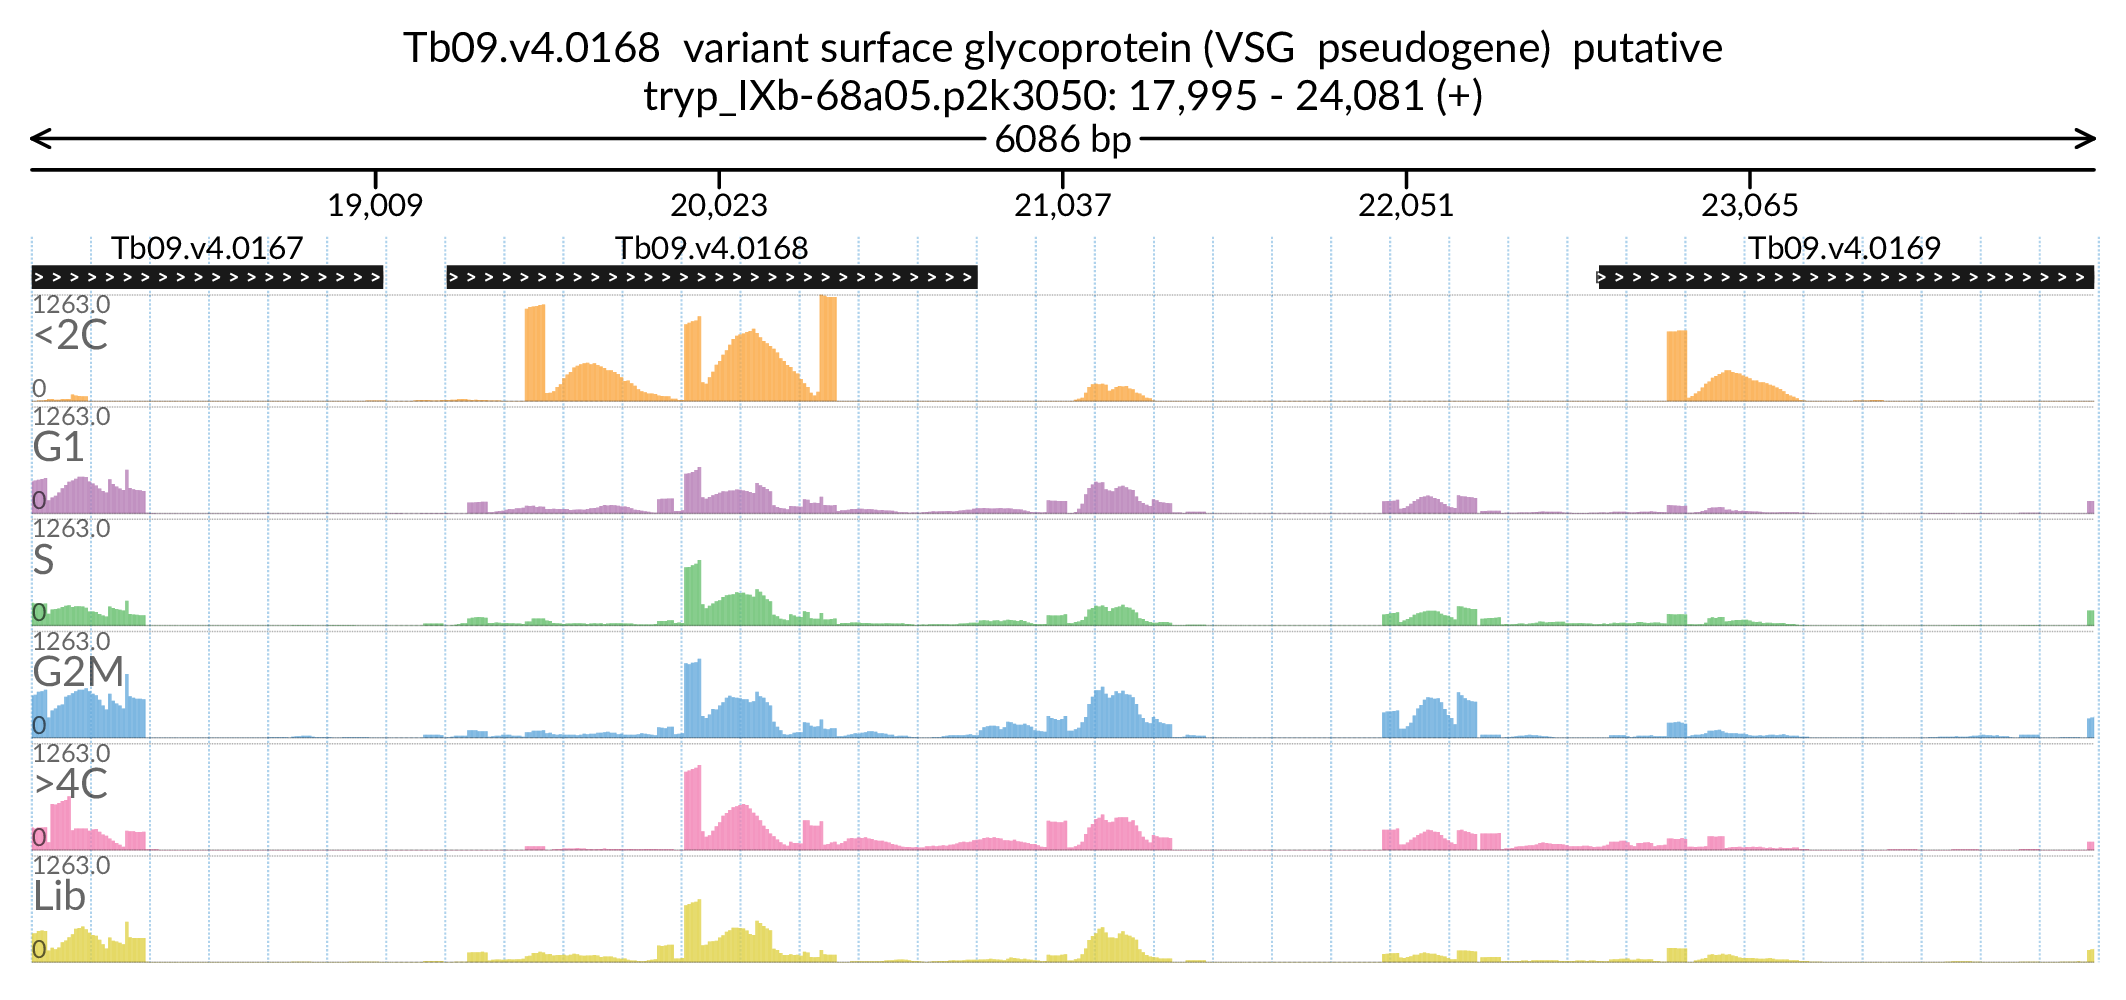 Tb09.v4.0168 variant surface glycoprotein (VSG pseudogene) putative
tryp_IXb-68a05.p2k3050: 17,995 - 24,081 (+)
6086 bp
19,009 20,023 21,037 22,051 23,065
Tb09.v4.0167 Tb09.v4.0168 Tb09.v4.0169
1263.0
<2C
0
1263.0
G1
0
1263.0
S
0
1263.0
G2M
0
1263.0
>4C
0
1263.0
Lib
0